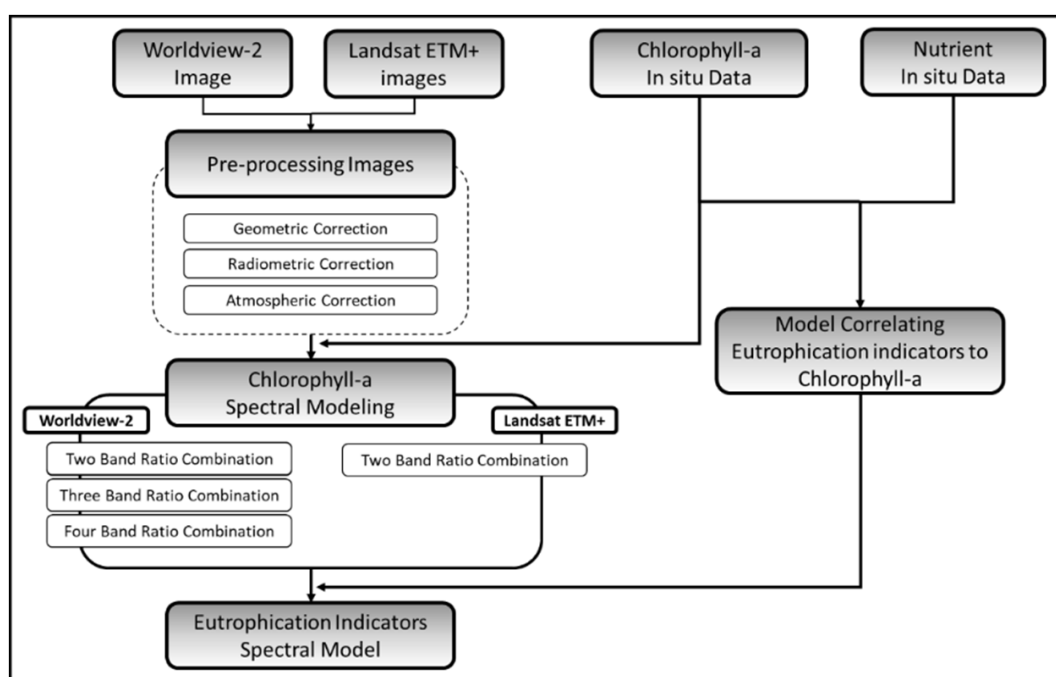 Worldview-2
Image
Landsat ETM+
images
Chlorophyll-a
In situ Data
Nutrient
In situ Data
Pre-processing Images
Geometric Correction
Radiometric Correction
Atmospheric Correction
Model Correlating
Eutrophication indicators to
Chlorophyll-a
Chlorophyll-a
Spectral Modeling
Worldview-2
Landsat ETM+
Two Band Ratio Combination
Two Band Ratio Combination
Three Band Ratio Combination
Four Band Ratio Combination
Eutrophication Indicators
Spectral Model